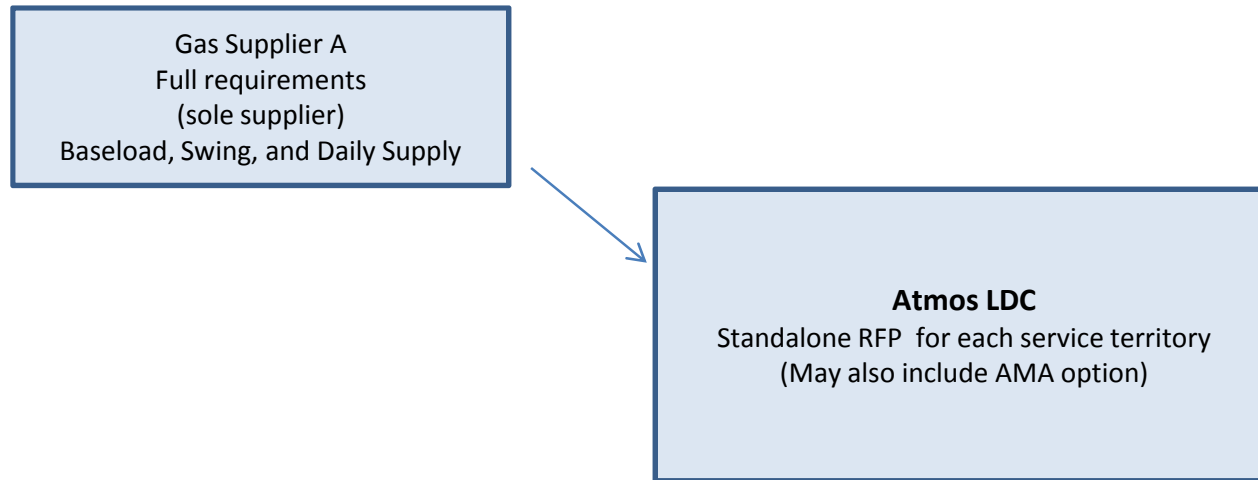 Gas Supplier A
Full requirements
(sole supplier)
Baseload, Swing, and Daily Supply
Atmos LDC
Standalone RFP for each service territory
(May also include AMA option)